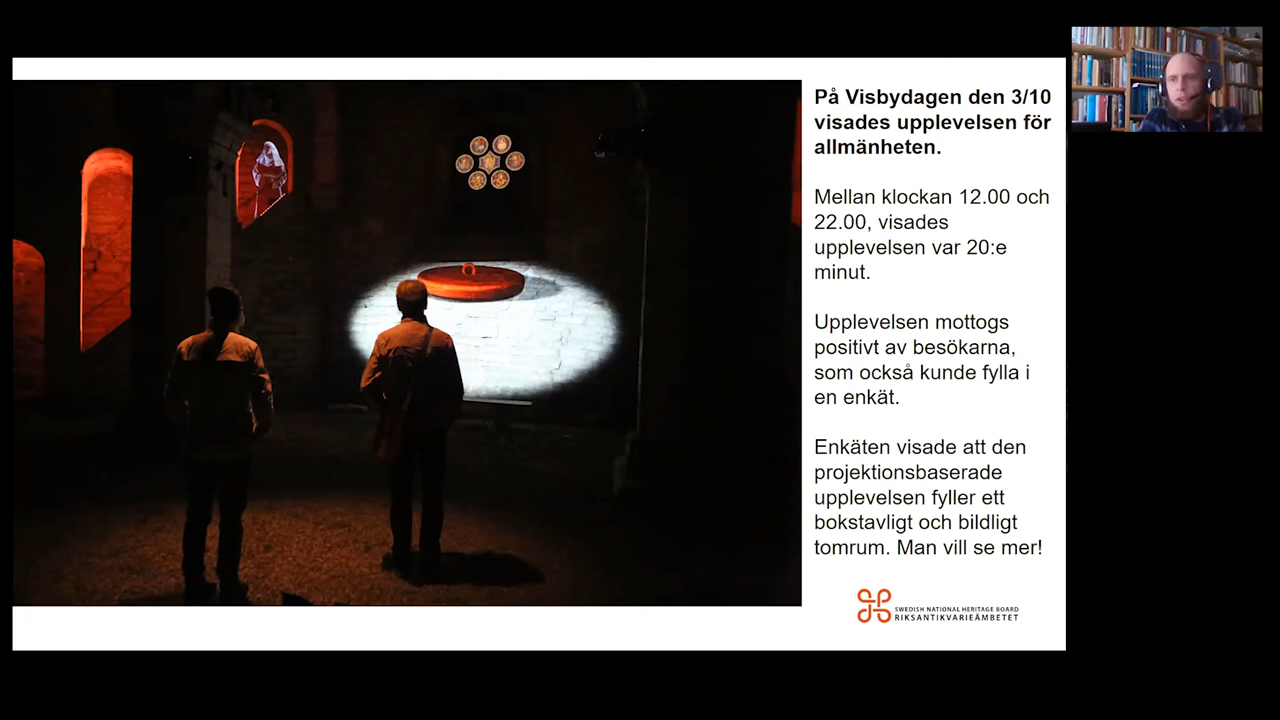 På Visbydagen den 3/10
visades upplevelsen för
allmänheten.
Mellan klockan 12.00 och
22.00, visades
upplevelsen var 20:e
minut.
Upplevelsen mottogs
positivt av besökarna,
som också kunde fylla i
en enkät.
Enkäten visade att den
projektionsbaserade
upplevelsen fyller ett
bokstavligt och bildligt
tomrum. Man vill se mer!
SWEDISH NATIONAL HERITAGE BOARD
RIKSANTIKVARIEÄMBETET